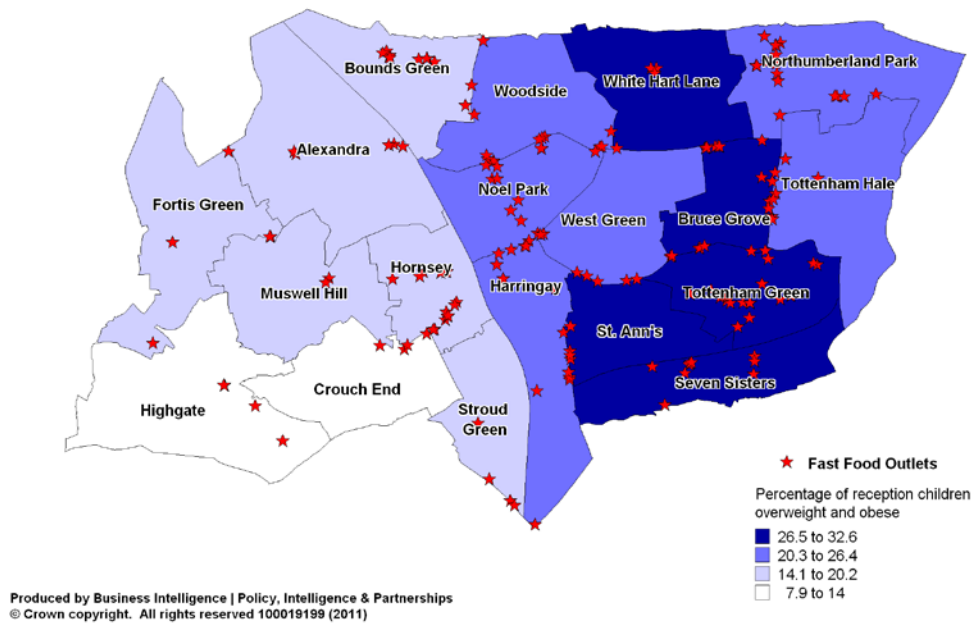 Bounds Green
Northumberland Park
White Hart Lane
Woodside
Alexandra
Tottenham Hale
Noel Park
Fortis Green
West Green
Bruce Grove
Hornsey
Muswell Hill
Harringay
Tottenham Green
St. Ann's
Seven Sisters
Crouch End
Highgate
Stroud
Green
Fast Food Outlets
Percentage of reception children
overweight and obese
26.5 to 32.6
20.3 to 26.4
14.1 to 20.2
7.9 to 14
Produced by Business Intelligence | Policy, Intelligence & Partnerships
© Crown copyright. All rights reserved 100019199 (2011)